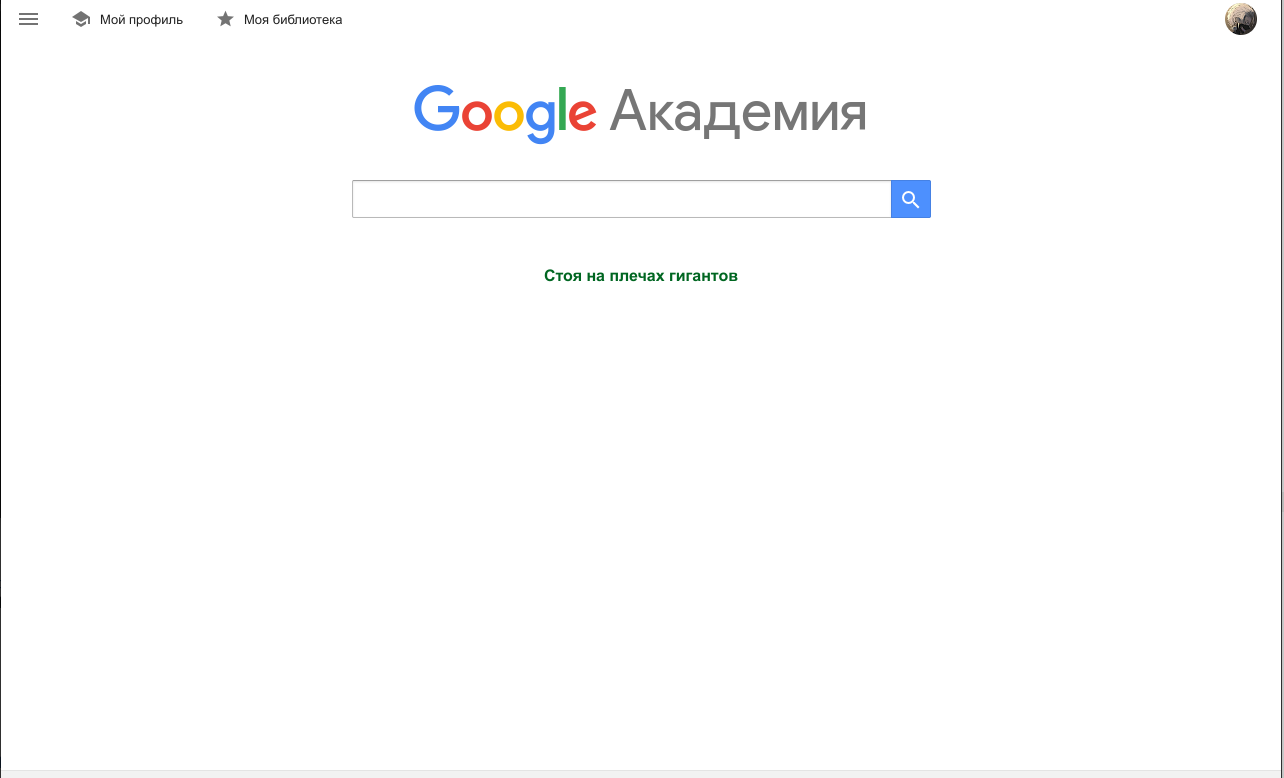 Мой профиль
Моя библиотека
Google Академия
Стоя на плечах гигантов